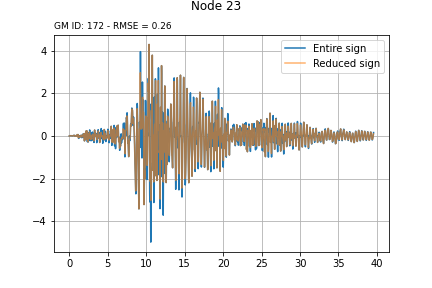 Node 23
GM ID: 172 - RMSE = 0.26
Entire sign
Reduced sign
4
2
0
−2
−4
0 5 10 15 20 25 30 35 40